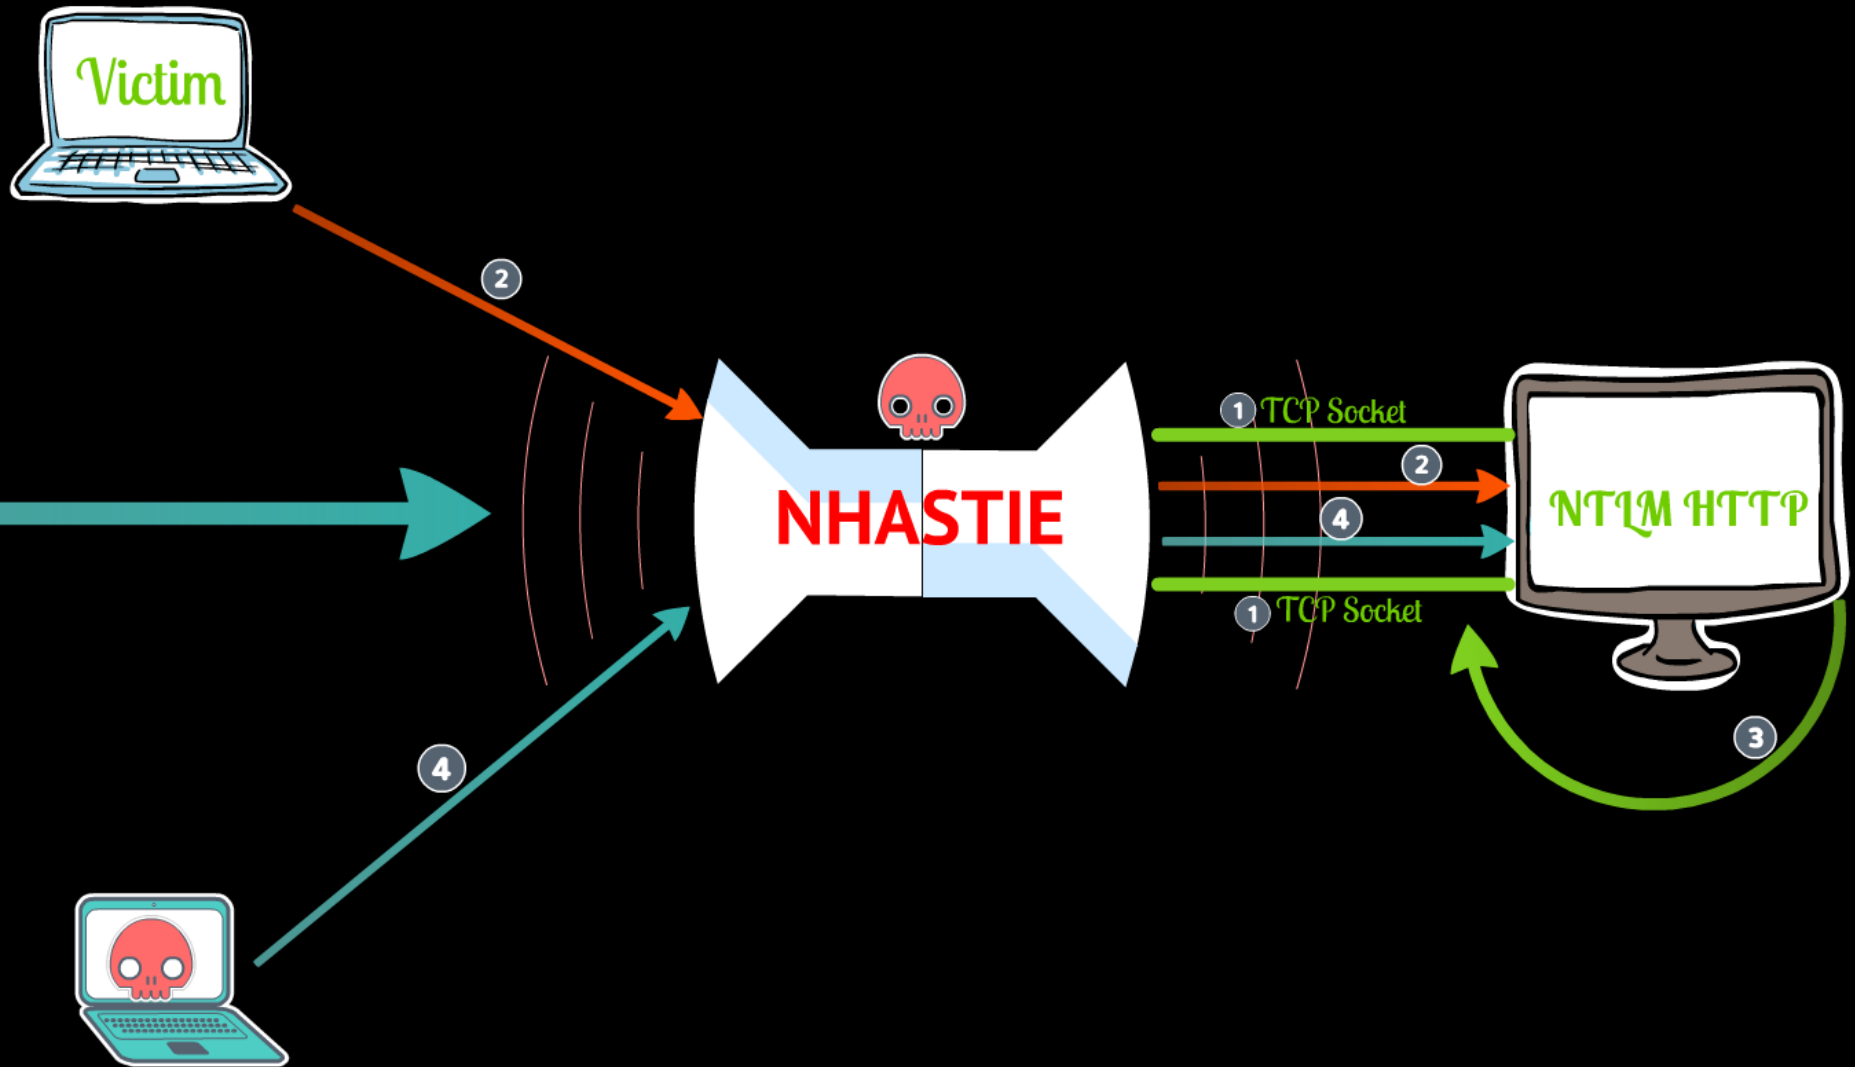 Victim
2
1 TCP Socket
2
4
NHASTIE
NTLM HTTP
1 TCP Socket
3
4